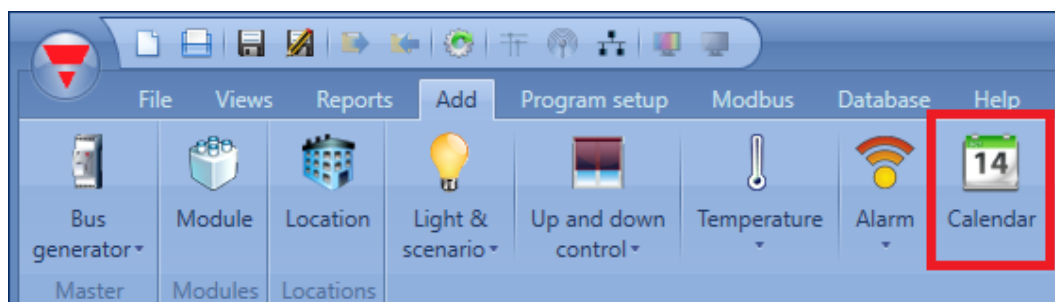 File Views Reports Add Program setup Modbus Database Help
14
Bus Module Location Light & Up and down Temperature Alarm Calendar
generator scenario control
Master Modules Locations